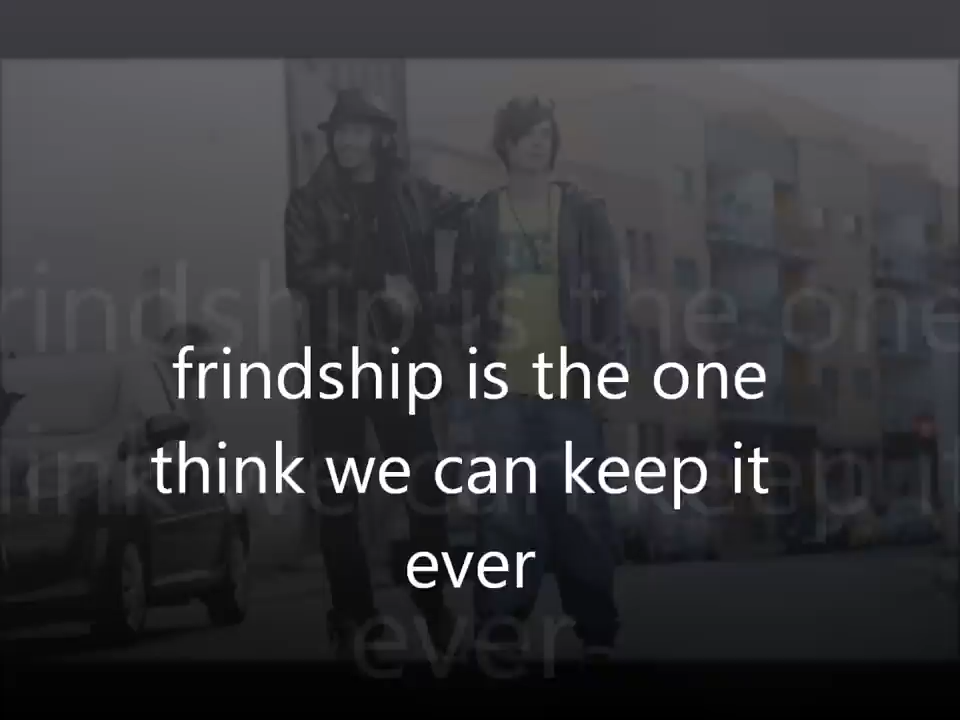 frindship is the one
think we can keep it
ever